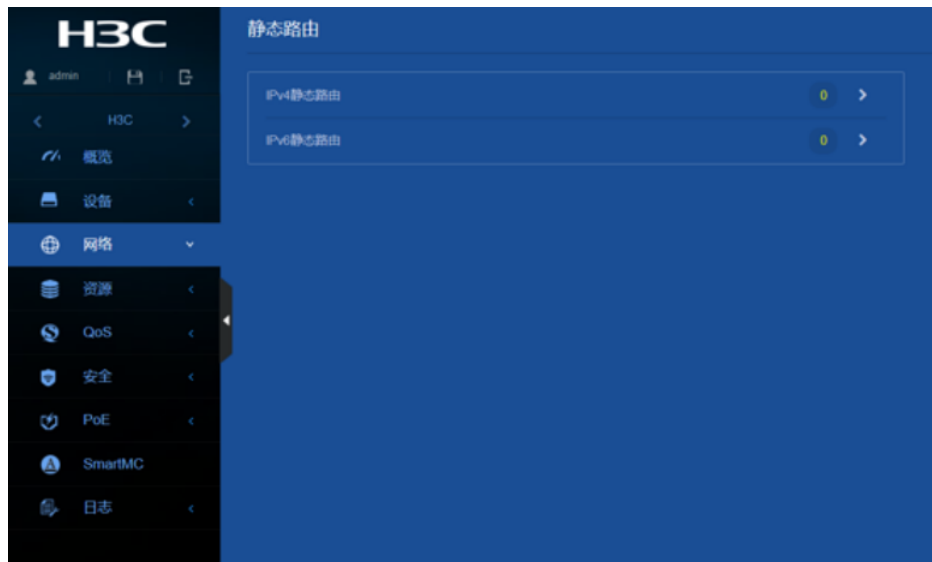 H3C
admin
H3C
概览
设备
网络
资源
QoS
安全
PoE
SmartMC
日志
静态路由
IPv4静态路由 0
IPv6静态路由 0